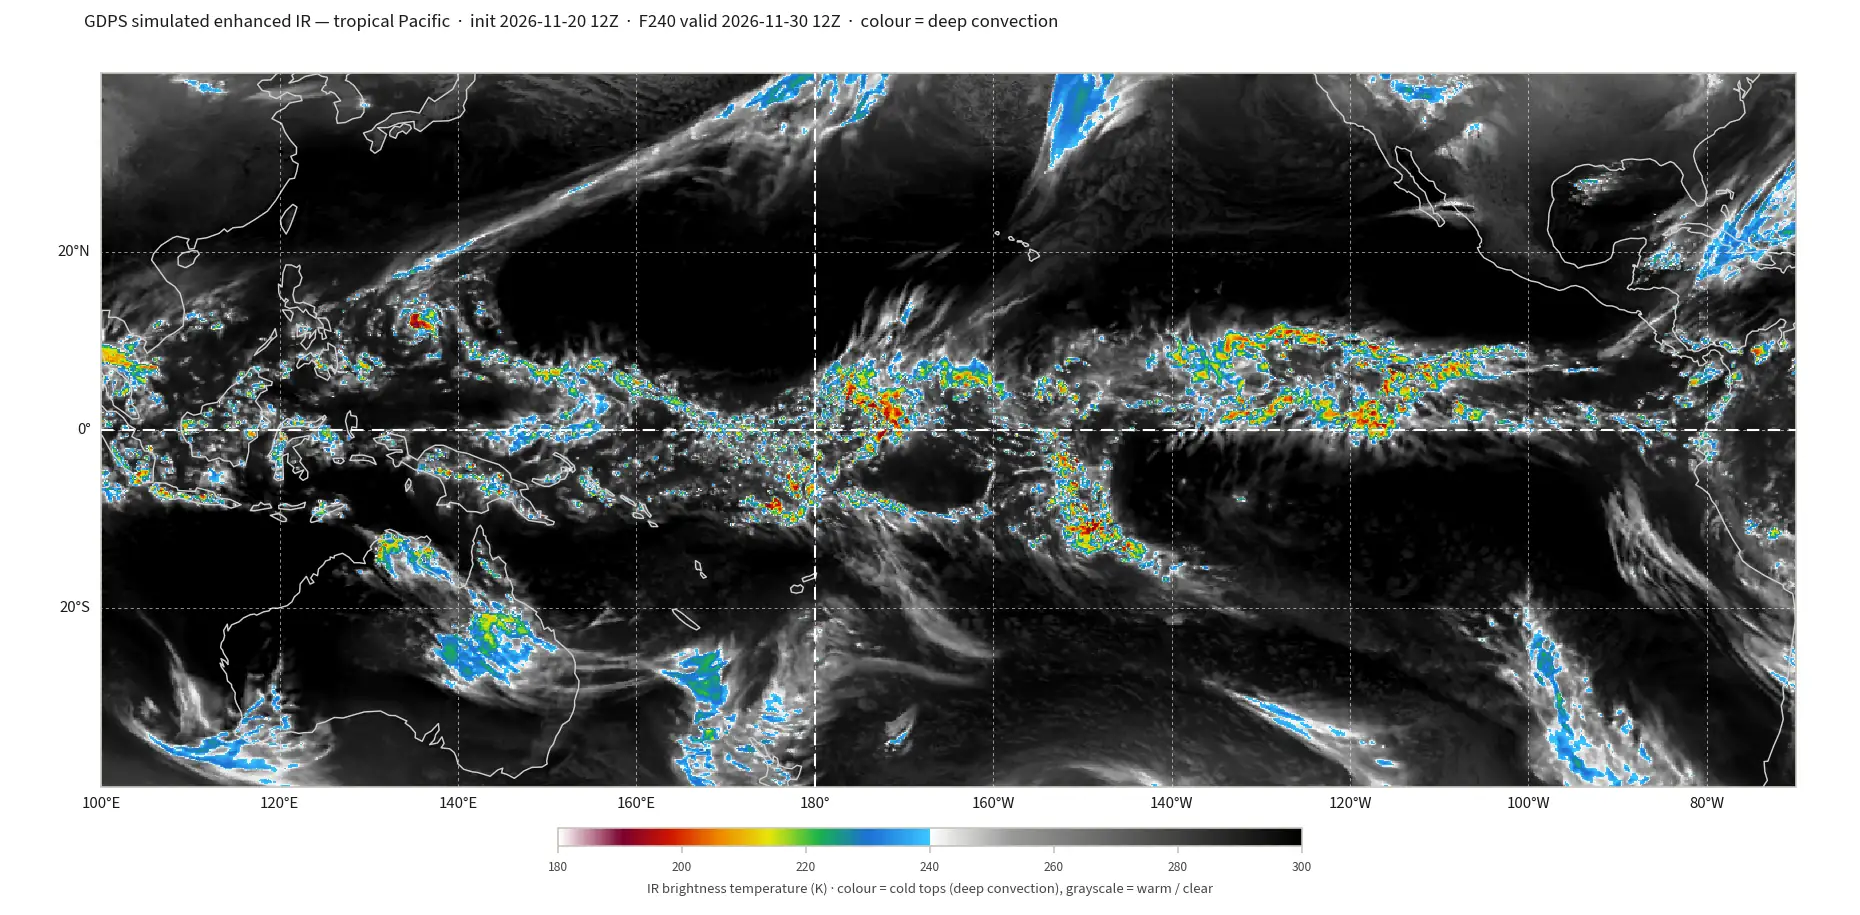 GDPS simulated enhanced IR — tropical Pacific · init 2026-11-20 12Z · F240 valid 2026-11-30 12Z · colour = deep convection
20°N
0°
20°S
100°E 120°E 140°E 160°E 180° 160°W 140°W 120°W 100°W 80°W
180 200 220 240 260 280 300
IR brightness temperature (K) · colour = cold tops (deep convection), grayscale = warm / clear